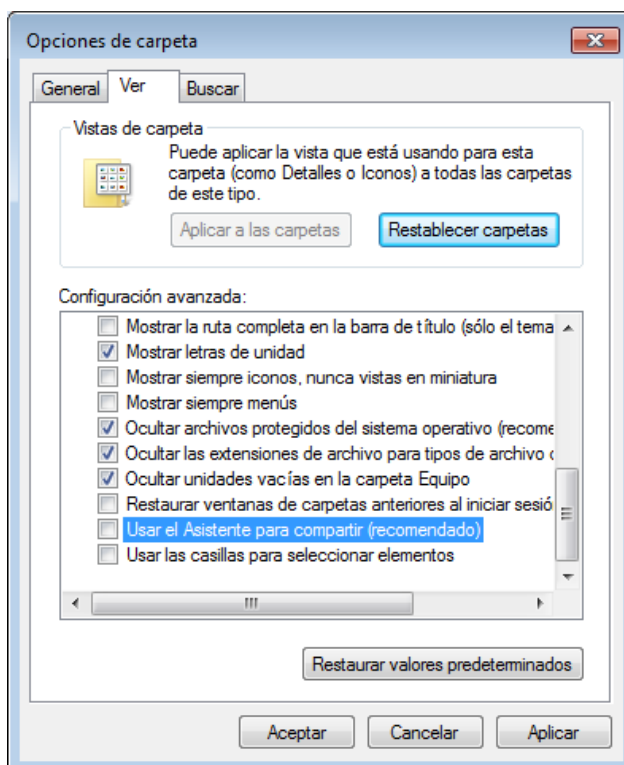 Opciones de carpeta
General
Ver
Buscar
Vistas de carpeta
Puede aplicar la vista que está usando para esta
carpeta (como Detalles o Iconos) a todas las carpetas
de este tipo.
Aplicar a las carpetas
Restablecer carpetas
Configuración avanzada:
Mostrar la ruta completa en la barra de título (sólo el tema
Mostrar letras de unidad
Mostrar siempre iconos, nunca vistas en miniatura
Mostrar siempre menús
Ocultar archivos protegidos del sistema operativo (recome
Ocultar las extensiones de archivo para tipos de archivo
Ocultar unidades vacías en la carpeta Equipo
Restaurar ventanas de carpetas anteriores al iniciar sesió
Usar el Asistente para compartir (recomendado)
Usar las casillas para seleccionar elementos
Restaurar valores predeterminados
Aceptar
Cancelar
Aplicar